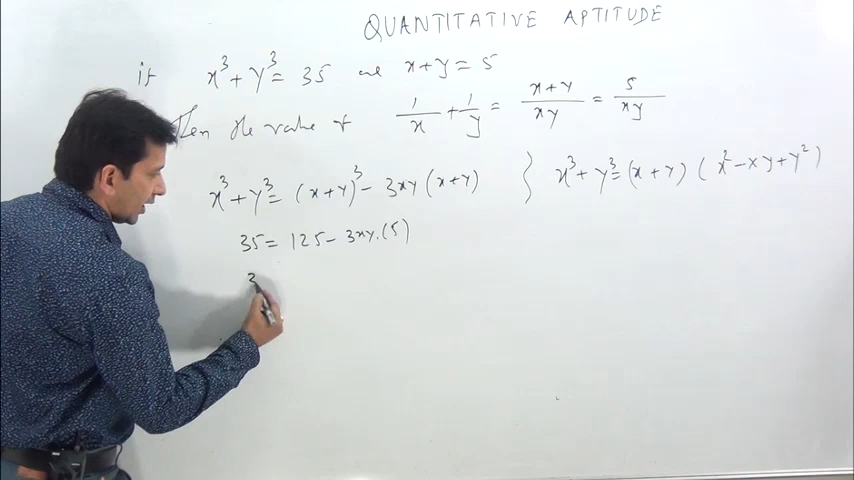 QUANTITATIVE APTITUDE
if x³ + y³ = 35 and x + y = 5
Then the value of 1/x + 1/y = x + y/xy = 5/xy
x³ + y³ = (x + y)³ - 3xy (x + y) } x³ + y³ = (x + y) (x² - xy + y²)
35 = 125 - 3xy.(5)
3